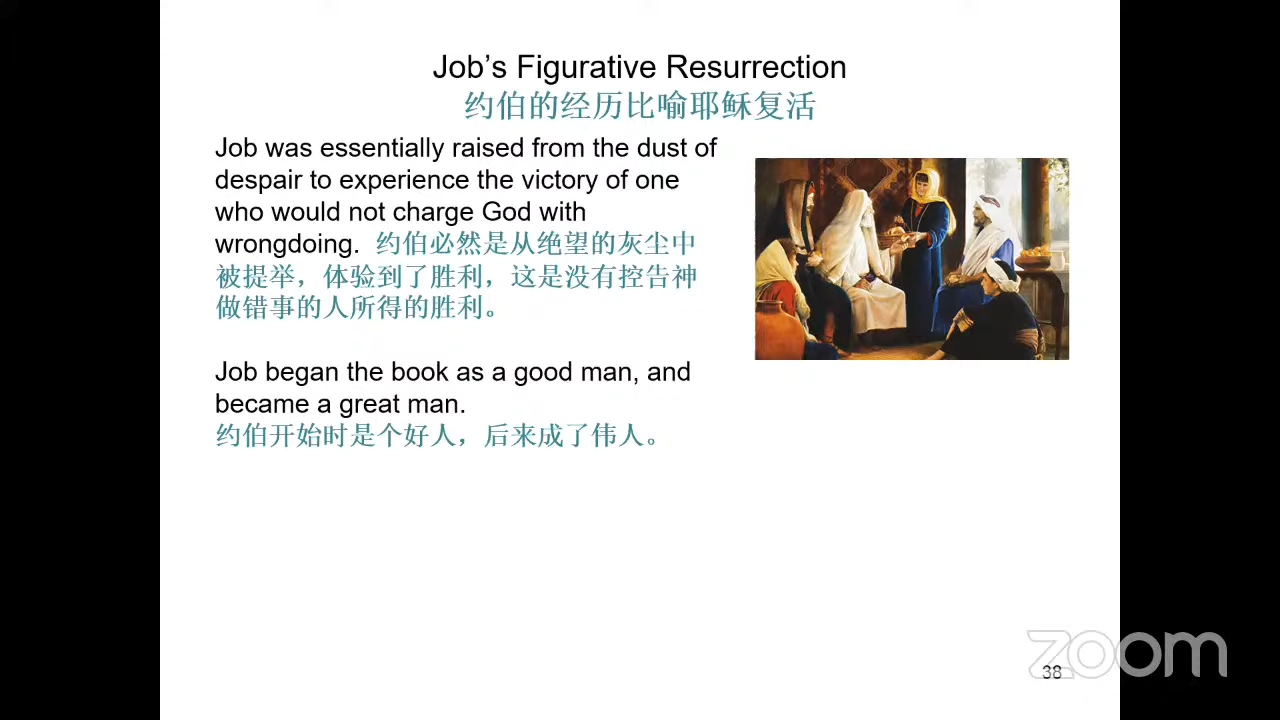 Job’s Figurative Resurrection
约伯的经历比喻耶稣复活
Job was essentially raised from the dust of
despair to experience the victory of one
who would not charge God with
wrongdoing. 约伯必然是从绝望的灰尘中
被提举，体验到了胜利，这是没有控告神
做错事的人所得的胜利。
Job began the book as a good man, and
became a great man.
约伯开始时是个好人，后来成了伟人。
zoom
38